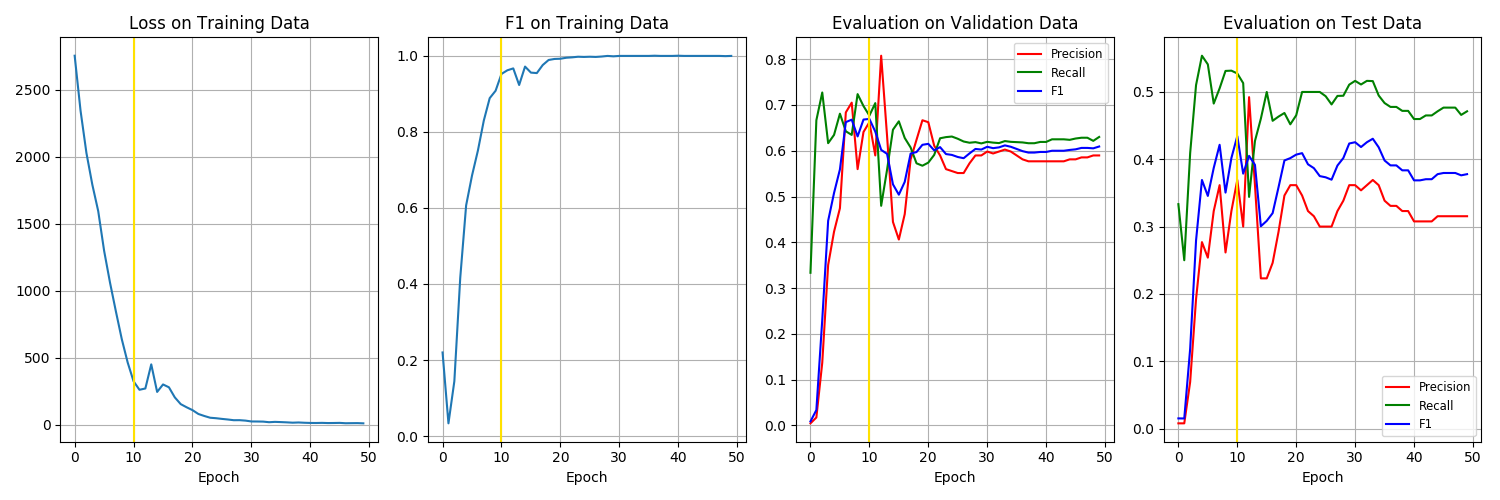 Loss on Training Data
2500
2000
1500
1000
500
0
0 10 20 30 40 50
Epoch
F1 on Training Data
1.0
0.8
0.6
0.4
0.2
0.0
0 10 20 30 40 50
Epoch
Evaluation on Validation Data
Precision
Recall
F1
0.8
0.7
0.6
0.5
0.4
0.3
0.2
0.1
0.0
0 10 20 30 40 50
Epoch
Evaluation on Test Data
0.5
0.4
0.3
0.2
0.1
0.0
Precision
Recall
F1
0 10 20 30 40 50
Epoch